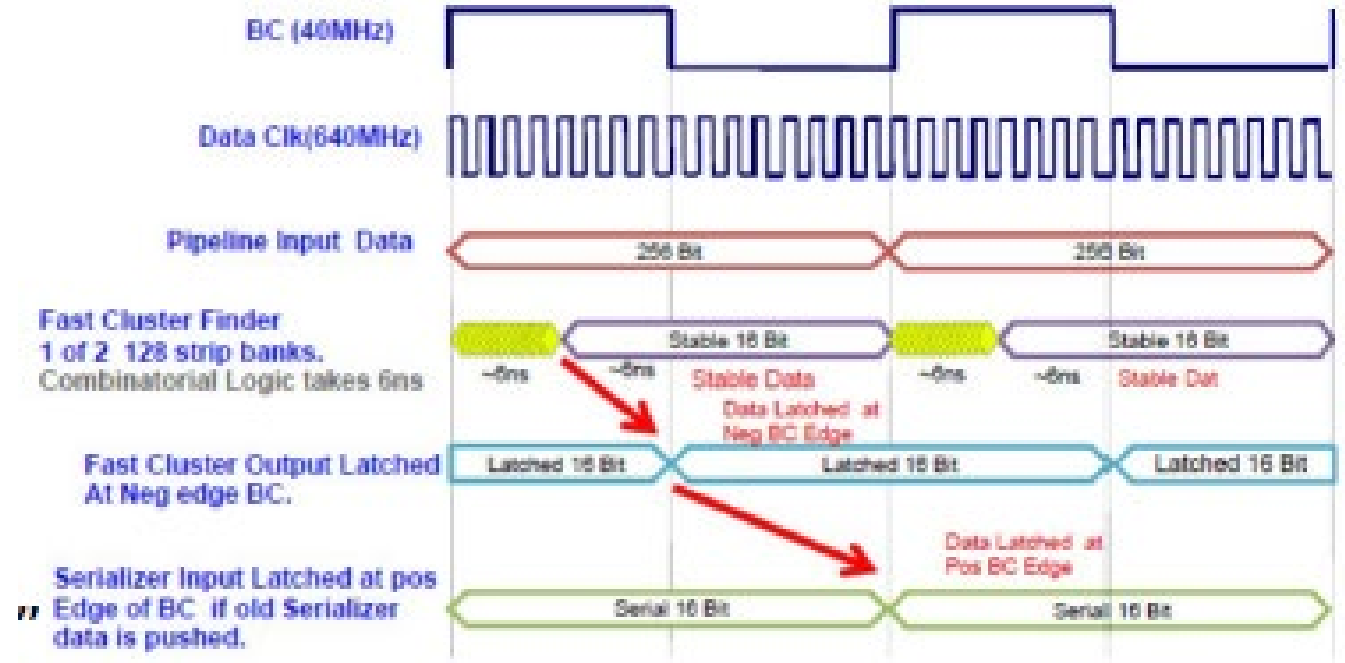 BC (40MHz)
Data Clk(640MHz)
Pipeline Input Data
256 Bit
256 Bit
Fast Cluster Finder
1 of 2 128 strip banks.
Combinatorial Logic takes 6ns
Stable 16 Bit
Stable 16 Bit
~6ns
~6ns
Stable Data
~6ns
~6ns
Stable Dat
Data Latched at
Neg BC Edge
Fast Cluster Output Latched
At Neg edge BC.
Latched 16 Bit
Latched 16 Bit
Latched 16 Bit
Data Latched at
Pos BC Edge
Serializer Input Latched at pos
„ Edge of BC if old Serializer
data is pushed.
Serial 16 Bit
Serial 16 Bit